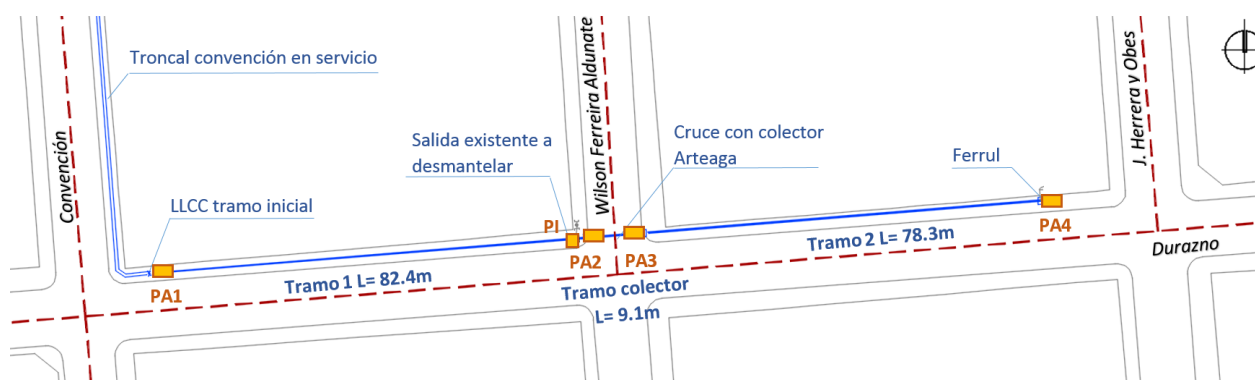 Troncal convención en servicio
Convención
LLCC tramo inicial
Salida existente a
desmantelar
Wilson Ferreira Aldunate
Cruce con colector
Arteaga
Ferrul
J. Herrera y Obes
PI
PA1
PA2
PA3
PA4
Tramo 1 L= 82.4m
Tramo colector
L= 9.1m
Tramo 2 L= 78.3m
Durazno